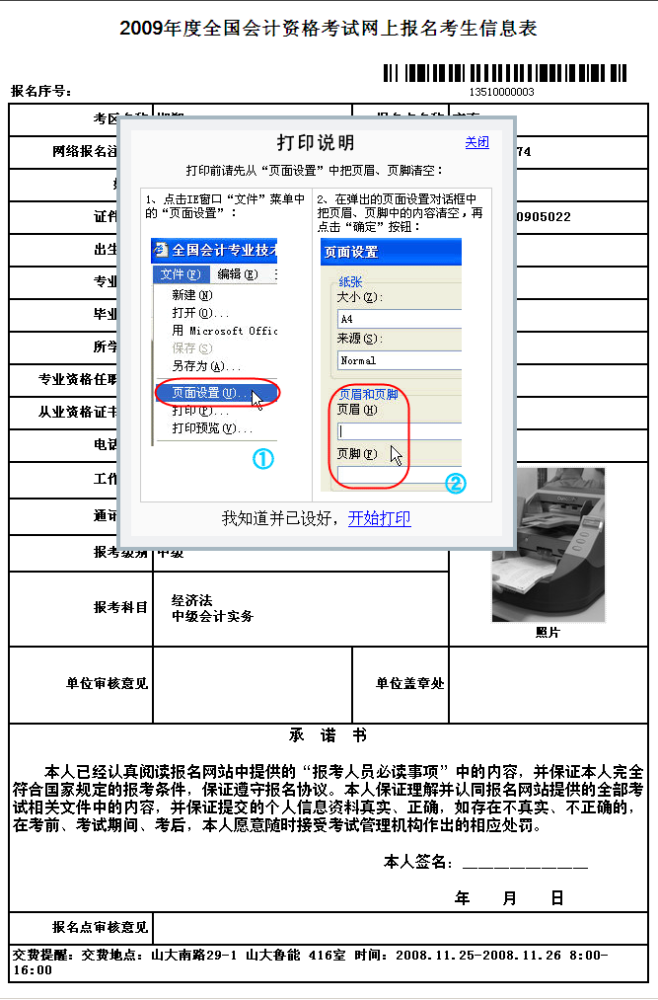 2009年度全国会计资格考试网上报名考生信息表
报名序号:
13510000003
网络报名注
74
证件
0905022
出生
专业
毕业
所学
专业资格任职
从业资格证书
电话
工作
通讯
报考级别 中级
打印说明 关闭
打印前请先从“页面设置”中把页眉、页脚清空:
1、点击IE窗口“文件”菜单中
的“页面设置”:
全国会计专业技术
文件(F) 编辑(E)
新建(N)
打开(O)...
用 Microsoft Offic
保存(S)
另存为(A)...
页面设置(U)...
打印(P)...
打印预览(V)...
①
2、在弹出的页面设置对话框中
把页眉、页脚中的内容清空,再
点击“确定”按钮:
页面设置
纸张
大小(Z):
A4
来源(S):
Normal
页眉和页脚
页眉(H)
页脚(F)
②
我知道并已设好,开始打印
报考科目
经济法
中级会计实务
照片
单位审核意见 单位盖章处
承 诺 书
本人已经认真阅读报名网站中提供的“报考人员必读事项”中的内容,并保证本人完全
符合国家规定的报考条件,保证遵守报名协议。本人保证理解并认同报名网站提供的全部考
试相关文件中的内容,并保证提交的个人信息资料真实、正确,如存在不真实、不正确的,
在考前、考试期间、考后,本人愿意随时接受考试管理机构作出的相应处罚。
本人签名:________________
年 月 日
报名点审核意见
交费提醒:交费地点:山大南路29-1 山大鲁能 416室 时间:2008.11.25-2008.11.26 8:00-
16:00